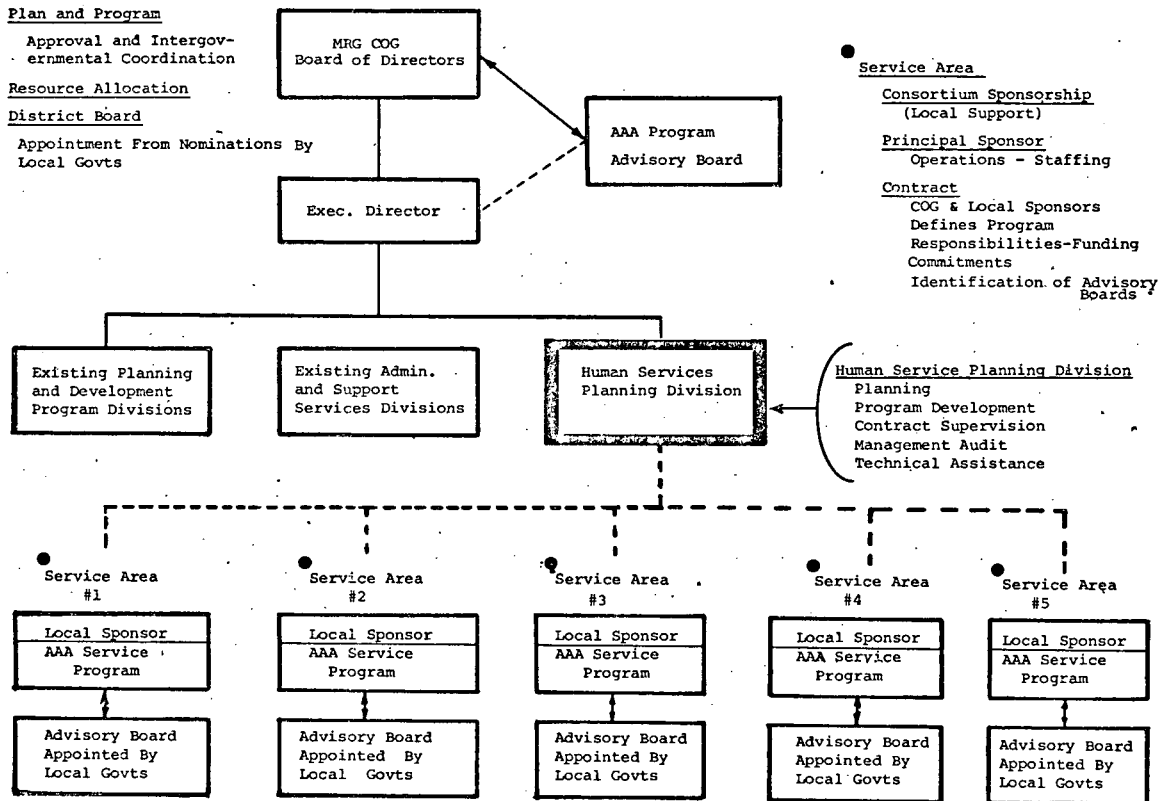 Plan and Program
Approval and Intergov-
ernmental Coordination
Resource Allocation
District Board
Appointment From Nominations By
Local Govts
MRG COG
Board of Directors
AAA Program
Advisory Board
Exec. Director
Service Area
Consortium Sponsorship
(Local Support)
Principal Sponsor
Operations - Staffing
Contract
COG & Local Sponsors
Defines Program
Responsibilities-Funding
Commitments
Identification of Advisory
Boards
Existing Planning
and Development
Program Divisions
Existing Admin.
and Support
Services Divisions
Human Services
Planning Division
Human Service Planning Division
Planning
Program Development
Contract Supervision
Management Audit
Technical Assistance
Service Area
#1
Local Sponsor
AAA Service
Program
Advisory Board
Appointed By
Local Govts
Service Area
#2
Local Sponsor
AAA Service
Program
Advisory Board
Appointed By
Local Govts
Service Area
#3
Local Sponsor
AAA Service
Program
Advisory Board
Appointed By
Local Govts
Service Area
#4
Local Sponsor
AAA Service
Program
Advisory Board
Appointed By
Local Govts
Service Area
#5
Local Sponsor
AAA Service
Program
Advisory Board
Appointed By
Local Govts